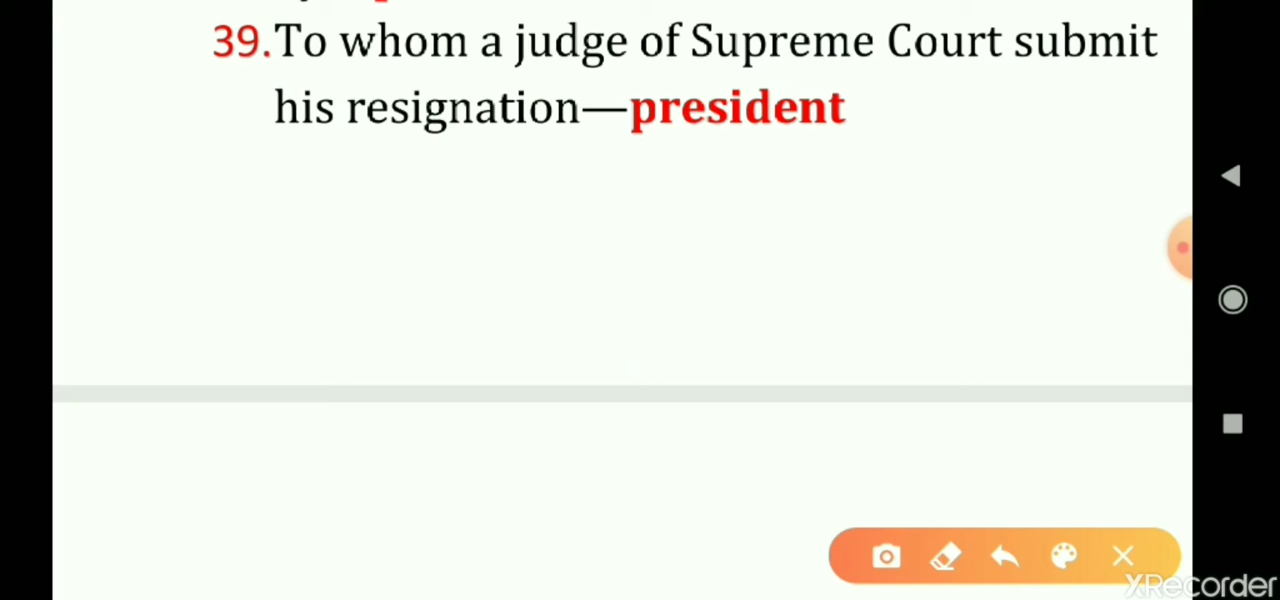 39.To whom a judge of Supreme Court submit
his resignation—president
XRecorder